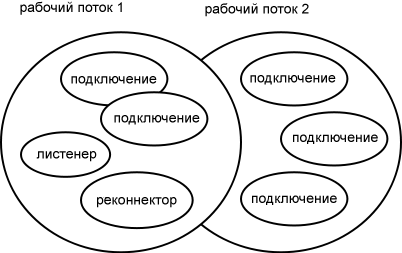 рабочий поток 1
рабочий поток 2
подключение
подключение
листенер
реконнектор
подключение
подключение
подключение